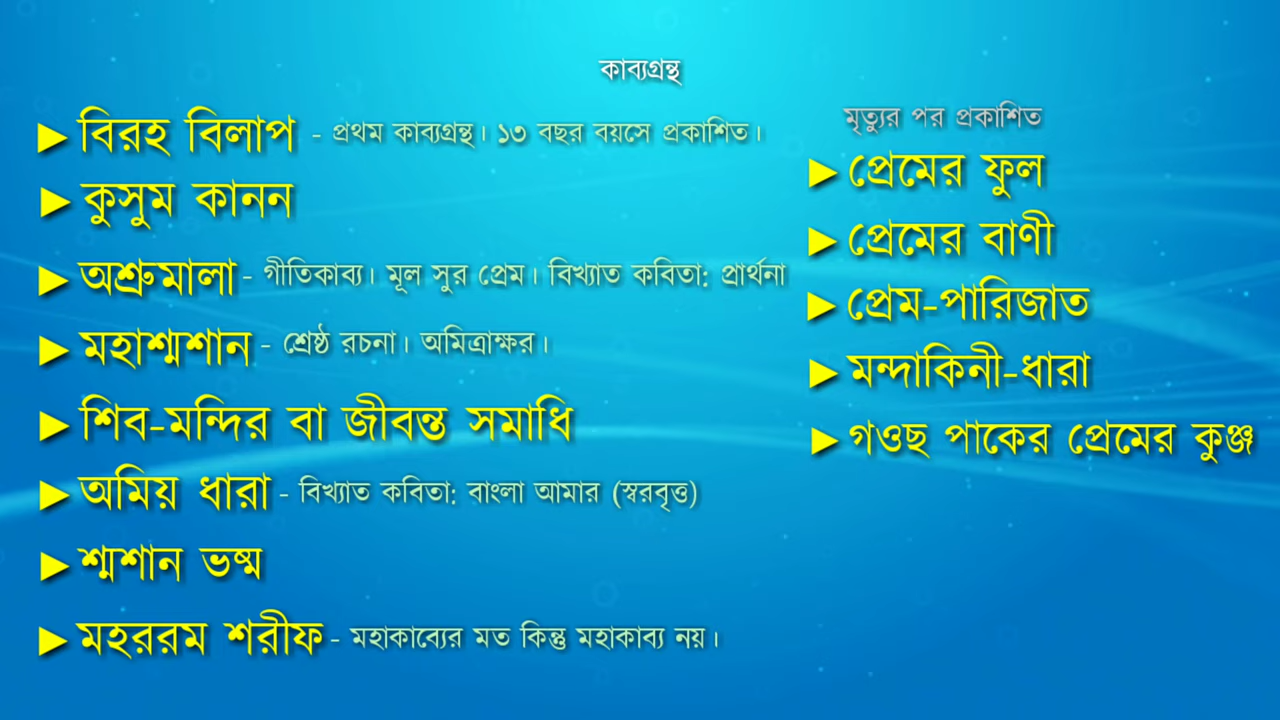 কাব্যগ্রন্থ
► বিরহ বিলাপ - প্রথম কাব্যগ্রন্থ। ১৩ বছর বয়সে প্রকাশিত।
► কুসুম কানন
► অশ্রুমালা - গীতিকাব্য। মূল সুর প্রেম। বিখ্যাত কবিতা: প্রার্থনা
► মহাশ্মশান - শ্রেষ্ঠ রচনা। অমিত্রাক্ষর।
► শিব-মন্দির বা জীবন্ত সমাধি
► অমিয় ধারা - বিখ্যাত কবিতা: বাংলা আমার (স্বরবৃত্ত)
► শ্মশান ভষ্ম
► মহররম শরীফ - মহাকাব্যের মত কিন্তু মহাকাব্য নয়।
মৃত্যুর পর প্রকাশিত
► প্রেমের ফুল
► প্রেমের বাণী
► প্রেম-পারিজাত
► মন্দাকিনী-ধারা
► গওছ পাকের প্রেমের কুঞ্জ